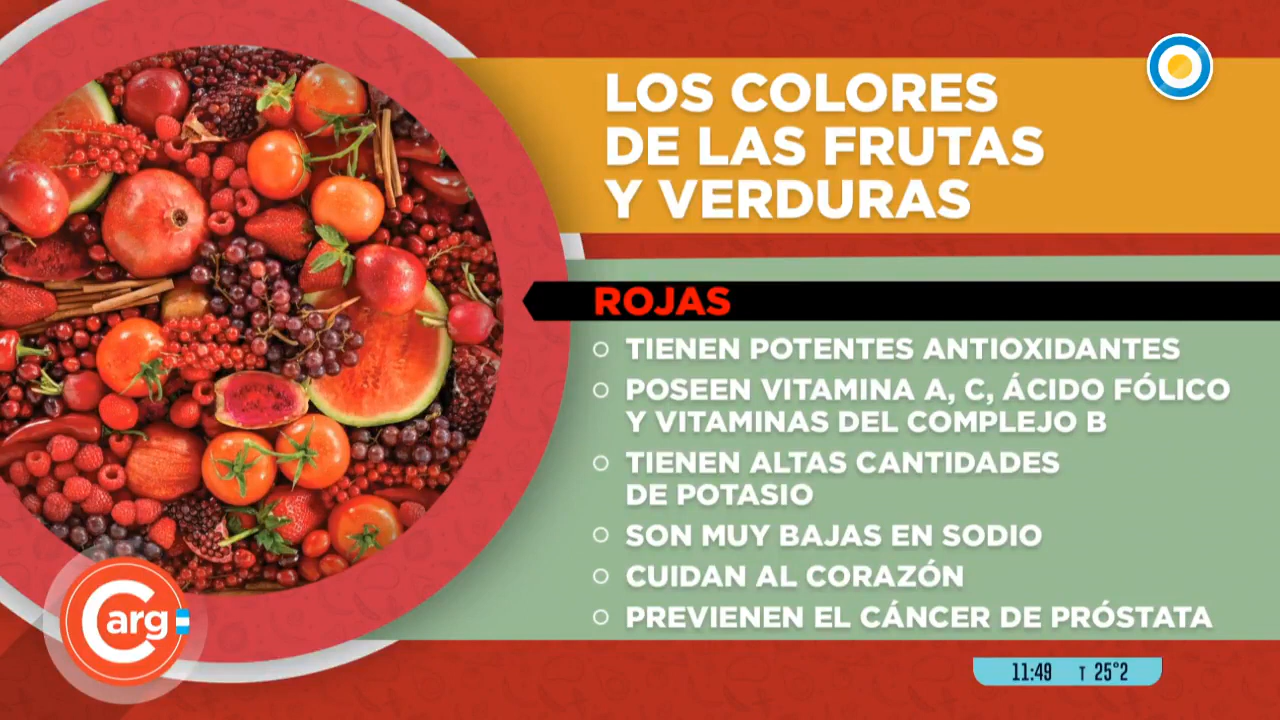 LOS COLORES
DE LAS FRUTAS
Y VERDURAS
ROJAS
TIENEN POTENTES ANTIOXIDANTES
POSEEN VITAMINA A, C, ÁCIDO FÓLICO
Y VITAMINAS DEL COMPLEJO B
TIENEN ALTAS CANTIDADES
DE POTASIO
SON MUY BAJAS EN SODIO
CUIDAN AL CORAZÓN
PREVIENEN EL CÁNCER DE PRÓSTATA
C arg
11:49 T 25°2